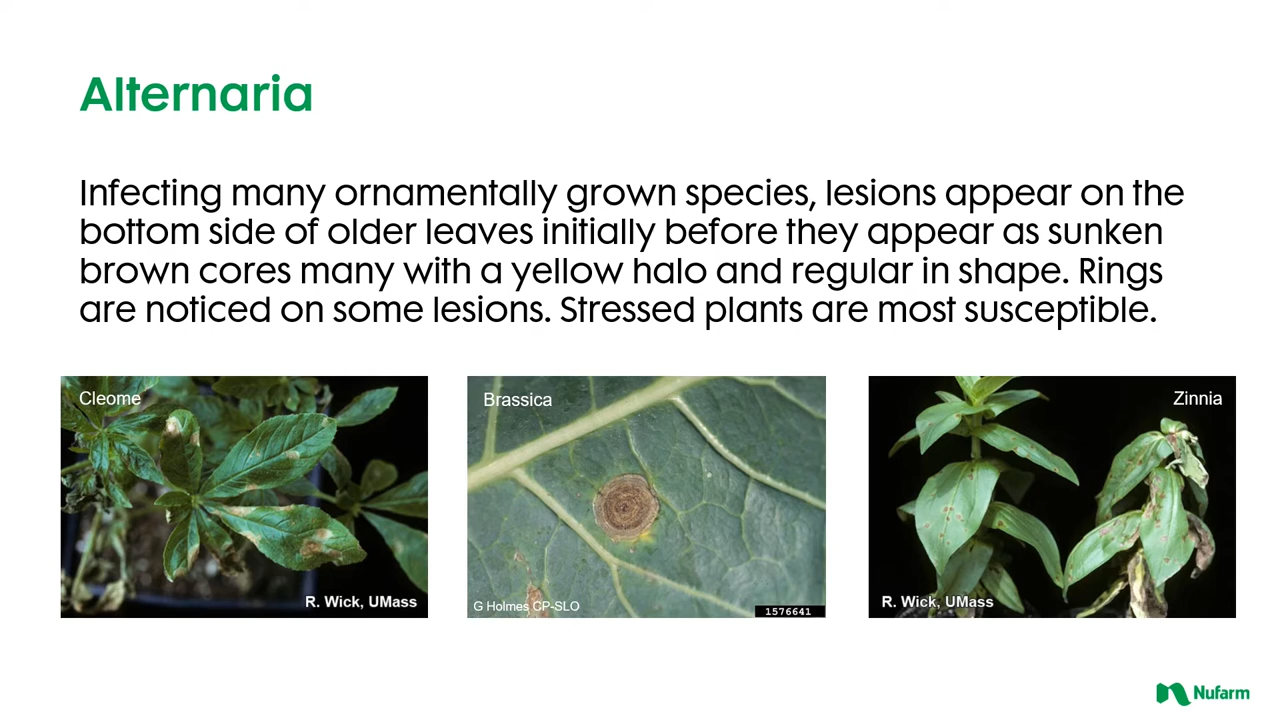 Alternaria
Infecting many ornamentally grown species, lesions appear on the
bottom side of older leaves initially before they appear as sunken
brown cores many with a yellow halo and regular in shape. Rings
are noticed on some lesions. Stressed plants are most susceptible.
Cleome
R. Wick, UMass
Brassica
G Holmes CP-SLO
1576641
Zinnia
R. Wick, UMass
Nufarm